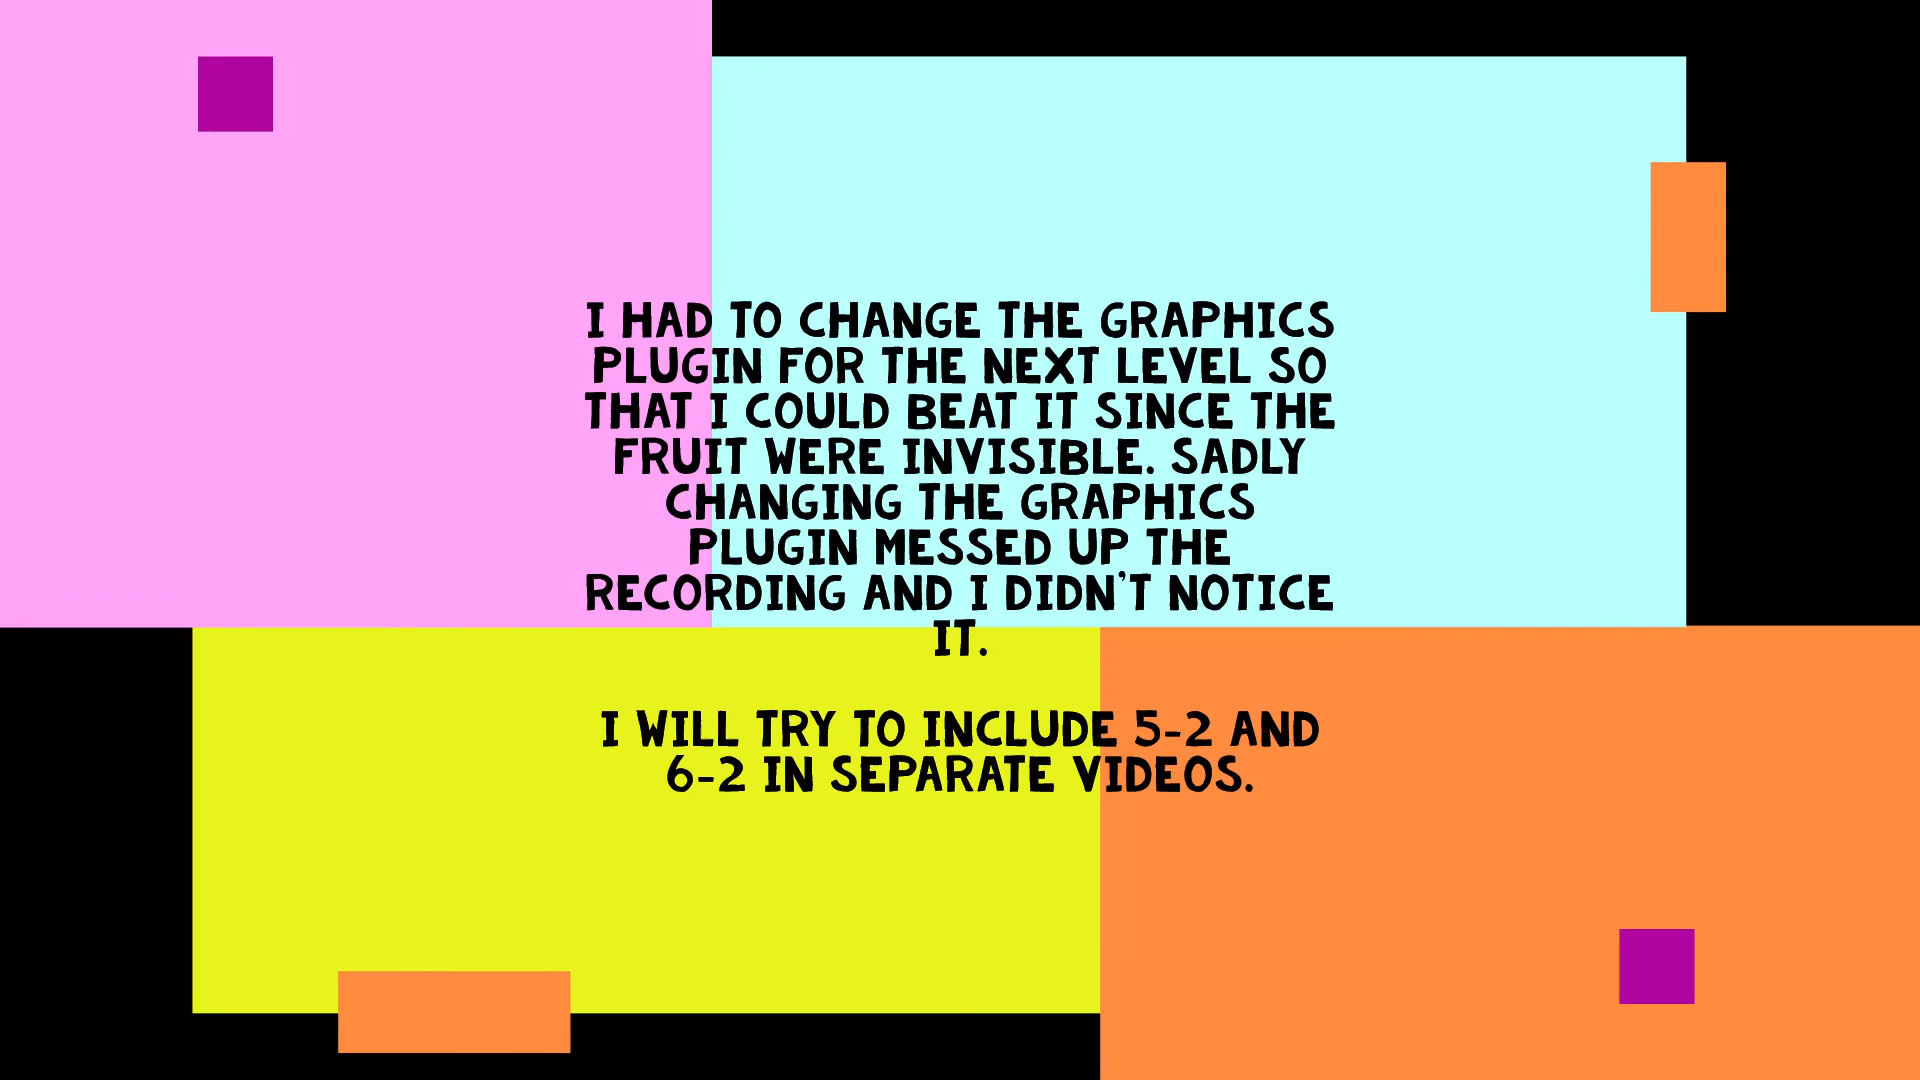 I HAD TO CHANGE THE GRAPHICS
PLUGIN FOR THE NEXT LEVEL SO
THAT I COULD BEAT IT SINCE THE
FRUIT WERE INVISIBLE. SADLY
CHANGING THE GRAPHICS
PLUGIN MESSED UP THE
RECORDING AND I DIDN'T NOTICE
IT.
I WILL TRY TO INCLUDE 5-2 AND
6-2 IN SEPARATE VIDEOS.